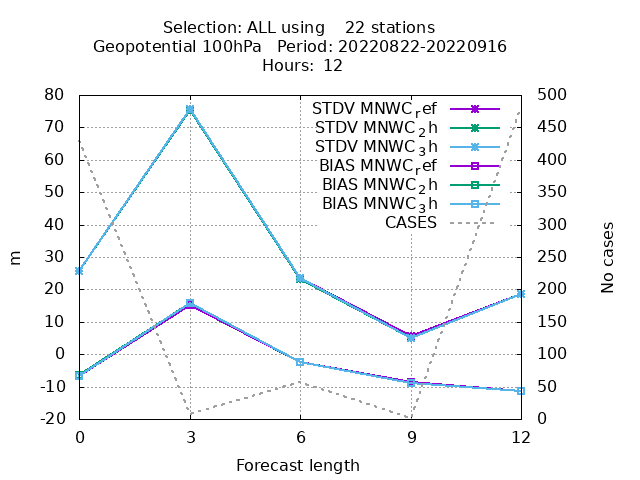 Selection: ALL using    22 stations
Geopotential 100hPa   Period: 20220822-20220916
Hours: 12
STDV MNWC_ref
STDV MNWC_2h
STDV MNWC_3h
BIAS MNWC_ref
BIAS MNWC_2h
BIAS MNWC_3h
CASES
80
70
60
50
40
30
20
10
0
-10
-20
m
500
450
400
350
300
250
200
150
100
50
0
No cases
0 3 6 9 12
Forecast length